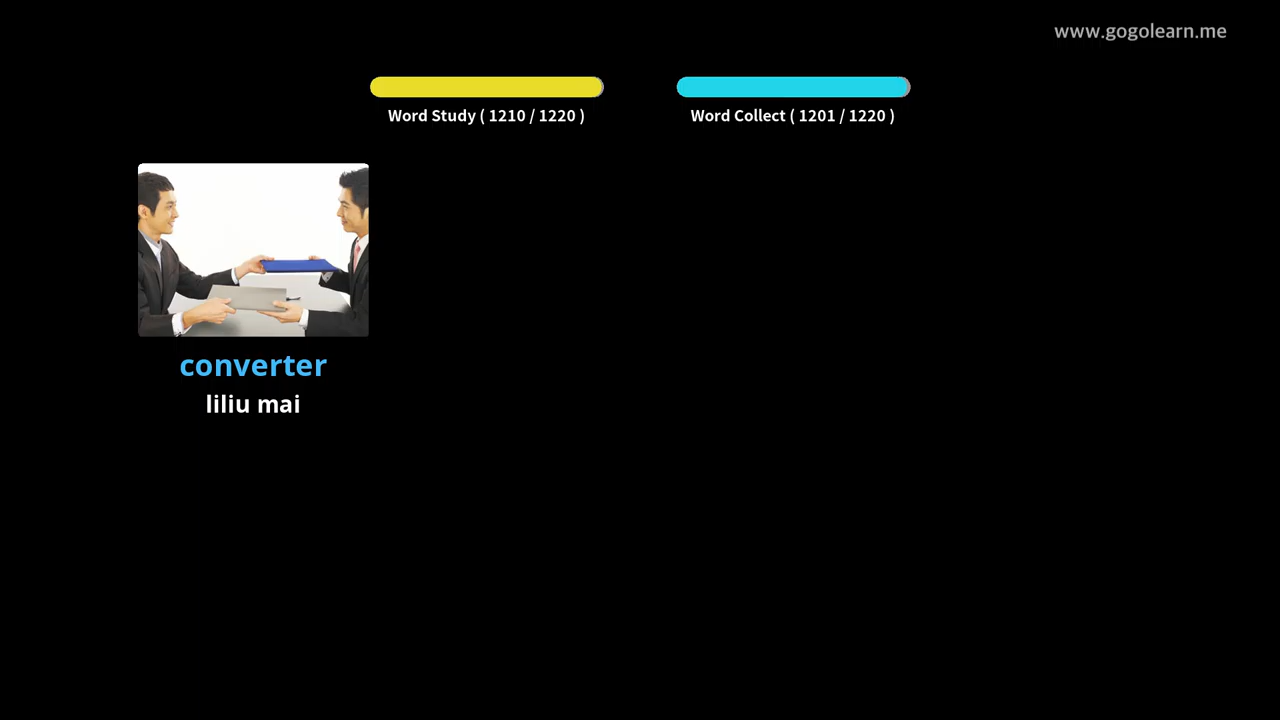 www.gogolearn.me
Word Study ( 1210 / 1220 )
Word Collect ( 1201 / 1220 )
converter
liliu mai